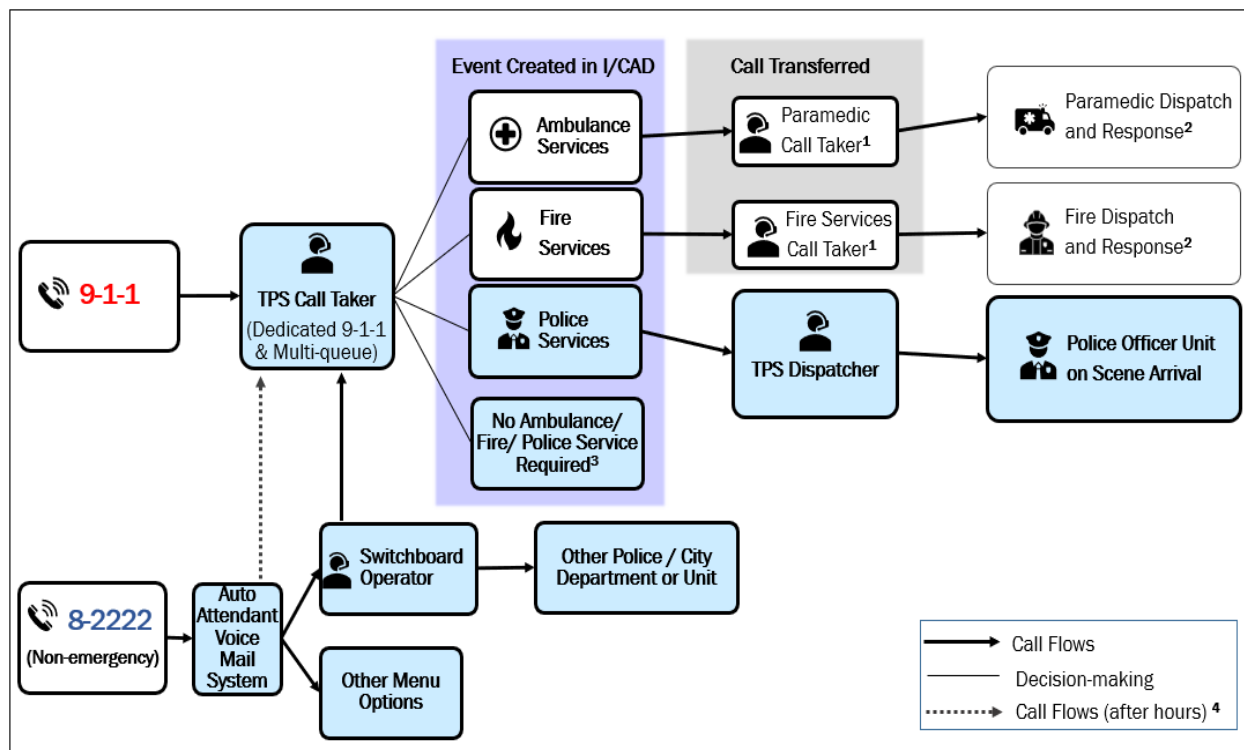 Event Created in I/CAD
Call Transferred
Ambulance
Services
Paramedic
Call Taker¹
Paramedic Dispatch
and Response²
Fire
Services
Fire Services
Call Taker¹
Fire Dispatch
and Response²
9-1-1
TPS Call Taker
(Dedicated 9-1-1
& Multi-queue)
Police
Services
TPS Dispatcher
Police Officer Unit
on Scene Arrival
No Ambulance/
Fire/ Police Service
Required³
Switchboard
Operator
Other Police / City
Department or Unit
8-2222
(Non-emergency)
Auto
Attendant
Voice
Mail
System
Other Menu
Options
Call Flows
Decision-making
Call Flows (after hours) ⁴